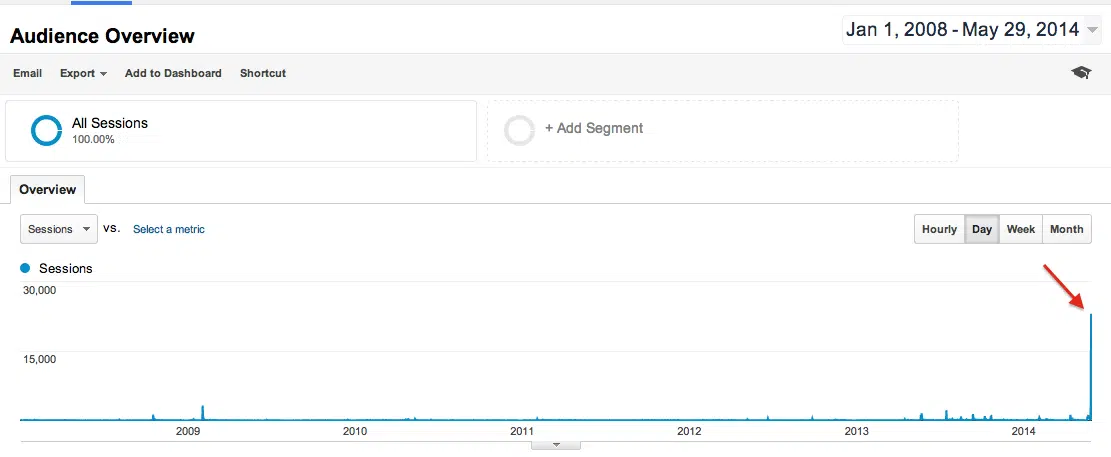 Audience Overview
Jan 1, 2008 - May 29, 2014
Email Export Add to Dashboard Shortcut
All Sessions
100.00%
+ Add Segment
Overview
Sessions vs. Select a metric
Hourly Day Week Month
Sessions
30,000
15,000
2009 2010 2011 2012 2013 2014